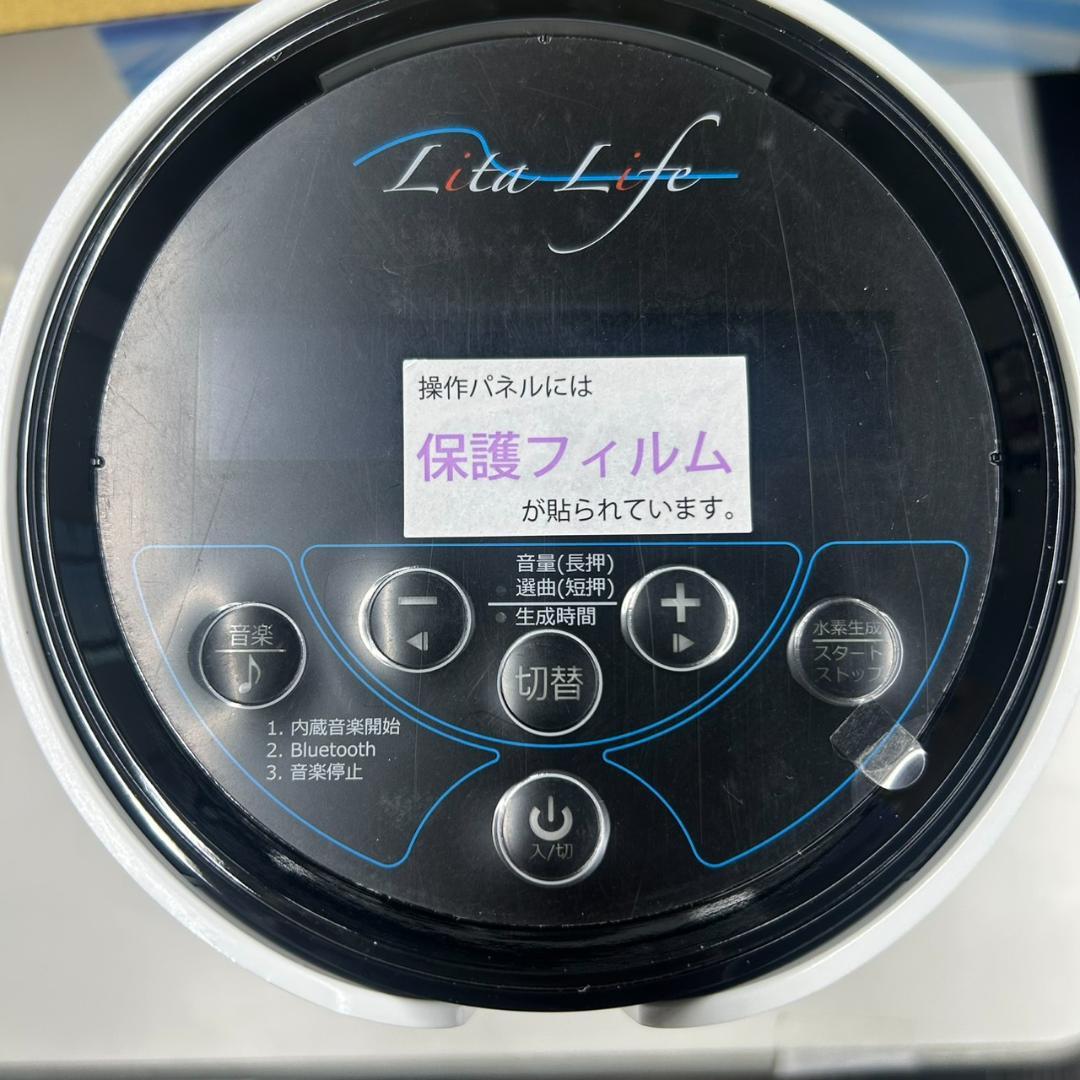 Lita Life
操作パネルには
保護フィルム
が貼られています。
音量(長押)
選曲(短押)
生成時間
音楽
切替
水素生成
スタート
ストップ
1. 内蔵音楽開始
2. Bluetooth
3. 音楽停止
入/切